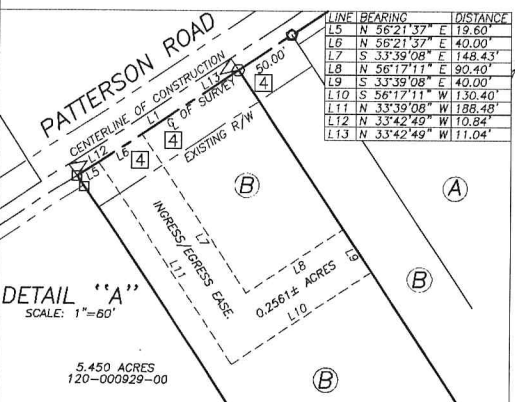 LINE BEARING DISTANCE
L5 N 56°21'37" E 19.60'
L6 N 56°21'37" E 40.00'
L7 S 33°39'08" E 148.43'
L8 N 56°17'11" E 90.40'
L9 S 33°39'08" E 40.00'
L10 S 56°17'11" W 130.40'
L11 N 33°39'08" W 188.48'
L12 N 33°42'49" W 10.84'
L13 N 33°42'49" W 11.04'
PATTERSON ROAD
CENTERLINE OF CONSTRUCTION
L13
50.00'
4
L1
℄ OF SURVEY
4
L12
L6
4
EXISTING R/W
L5
B
A
INGRESS/EGRESS EASE.
L7
L11
L8
L9
B
0.2561± ACRES
L10
DETAIL "A"
SCALE: 1"=60'
5.450 ACRES
120-000929-00
B